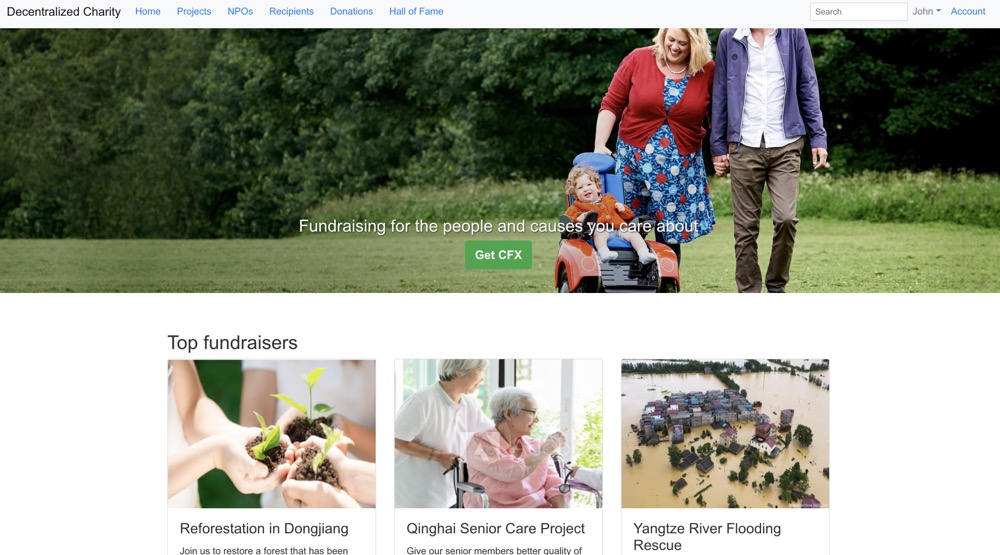 Decentralized Charity Home Projects NPOs Recipients Donations Hall of Fame Search John Account
Fundraising for the people and causes you care about
Get CFX
Top fundraisers
Reforestation in Dongjiang
Join us to restore a forest that has been
Qinghai Senior Care Project
Give our senior members better quality of
Yangtze River Flooding
Rescue